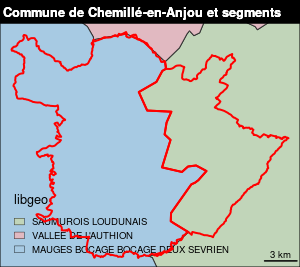 Commune de Chemillé-en-Anjou et segments
libgeo
SAUMUROIS LOUDUNAIS
VALLEE DE L'AUTHION
MAUGES BOCAGE BOCAGE DEUX SEVRIEN
3 km